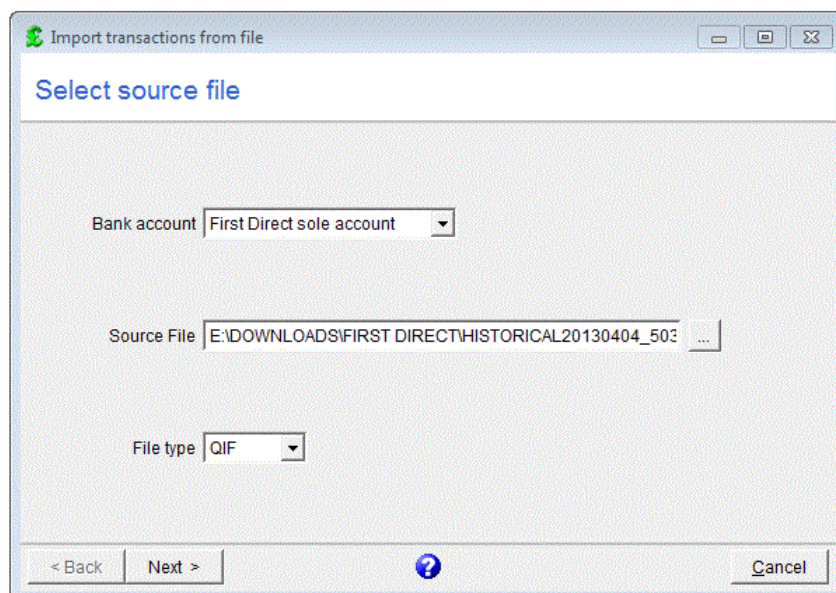 Import transactions from file
Select source file
Bank account First Direct sole account
Source File E:\DOWNLOADS\FIRST DIRECT\HISTORICAL20130404_503 ...
File type QIF
< Back Next > ? Cancel